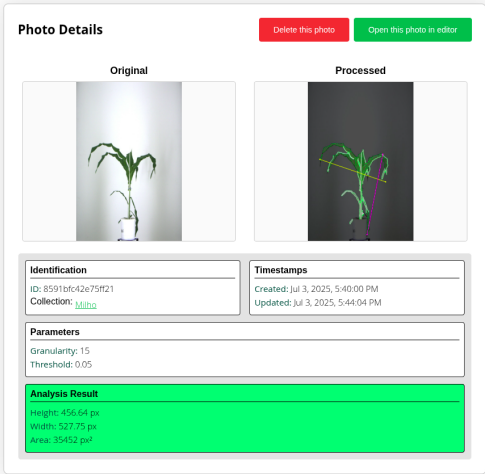 Photo Details
Delete this photo
Open this photo in editor
Original
Processed
Identification
ID: 8591bfc42e75ff21
Collection: Milho
Timestamps
Created: Jul 3, 2025, 5:40:00 PM
Updated: Jul 3, 2025, 5:44:04 PM
Parameters
Granularity: 15
Threshold: 0.05
Analysis Result
Height: 456.64 px
Width: 527.75 px
Area: 35452 px²